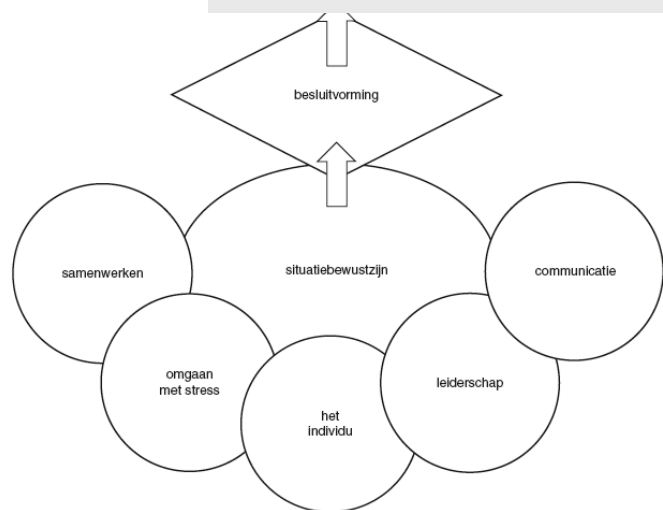 besluitvorming
situatiebewustzijn
samenwerken
communicatie
omgaan
met stress
leiderschap
het
individu